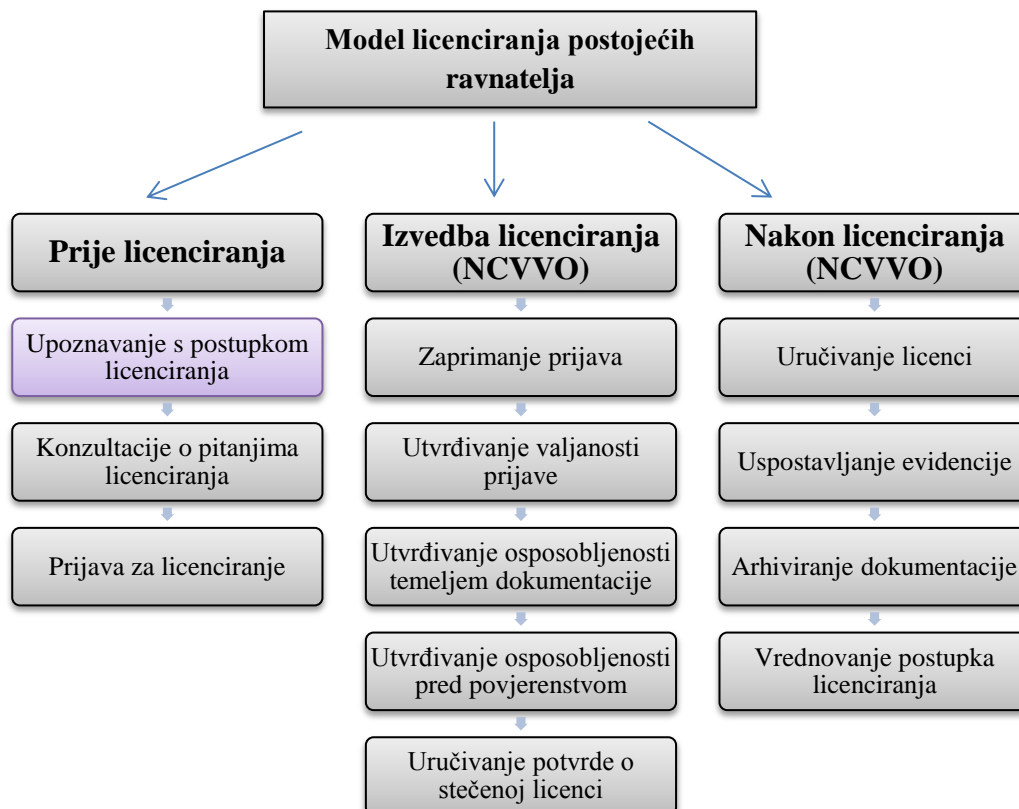 Model licenciranja postojećih
ravnatelja
Prije licenciranja
Upoznavanje s postupkom
licenciranja
Konzultacije o pitanjima
licenciranja
Prijava za licenciranje
Izvedba licenciranja
(NCVVO)
Zaprimanje prijava
Utvrđivanje valjanosti
prijave
Utvrđivanje osposobljenosti
temeljem dokumentacije
Utvrđivanje osposobljenosti
pred povjerenstvom
Uručivanje potvrde o
stečenoj licenci
Nakon licenciranja
(NCVVO)
Uručivanje licenci
Uspostavljanje evidencije
Arhiviranje dokumentacije
Vrednovanje postupka
licenciranja